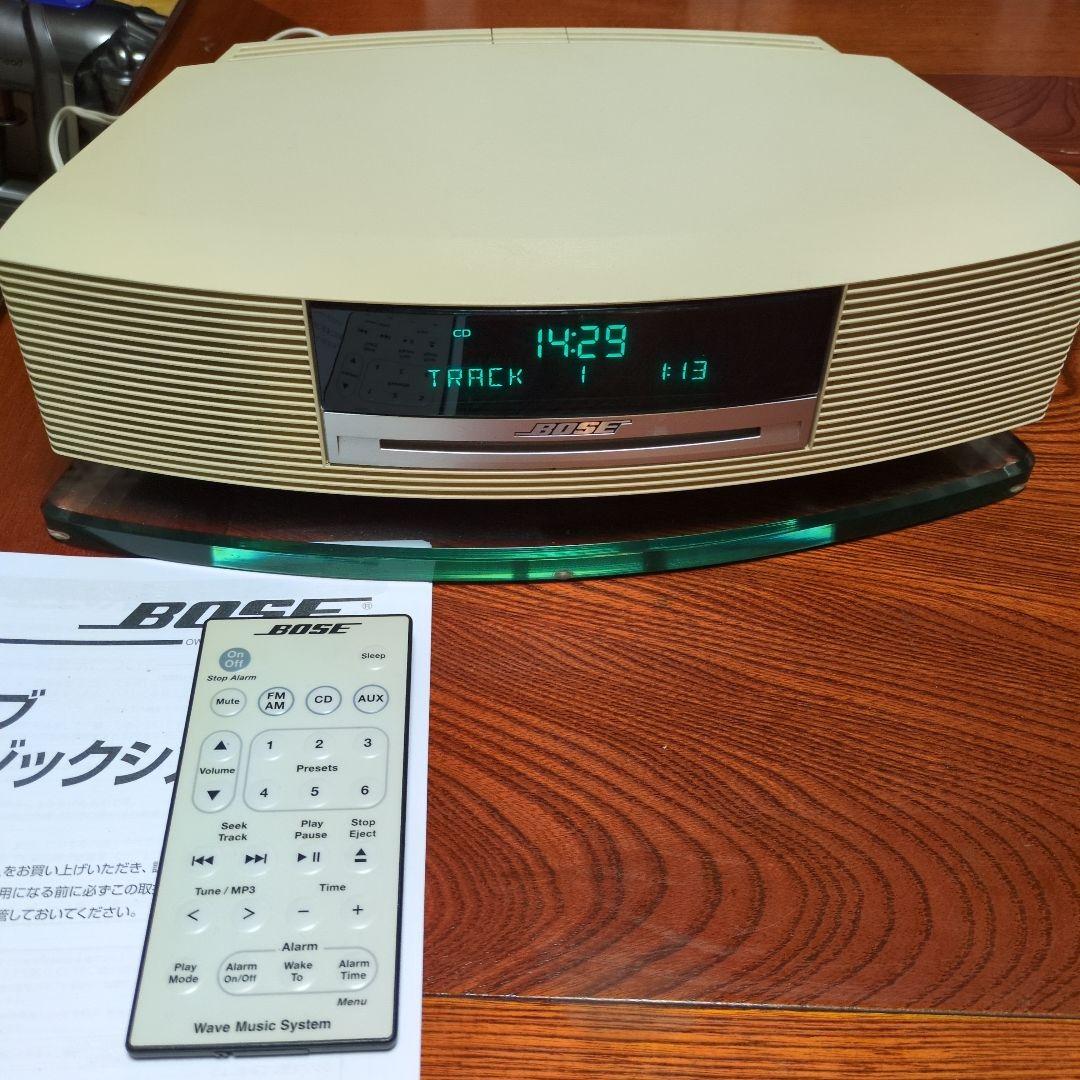 CD 14:29
TRACK 1 1:13
BOSE
BOSE®
OW
ブ
ジックシ
をお買い上げいただき、
用になる前に必ずこの取
管しておいてください。
BOSE
On
Off
Sleep
Stop Alarm
Mute
FM
AM
CD
AUX
1 2 3
Volume
Presets
4 5 6
Seek
Track
Play
Pause
Stop
Eject
Tune / MP3
Time
< > − +
Alarm
Play
Mode
Alarm
On/Off
Wake
To
Alarm
Time
Menu
Wave Music System